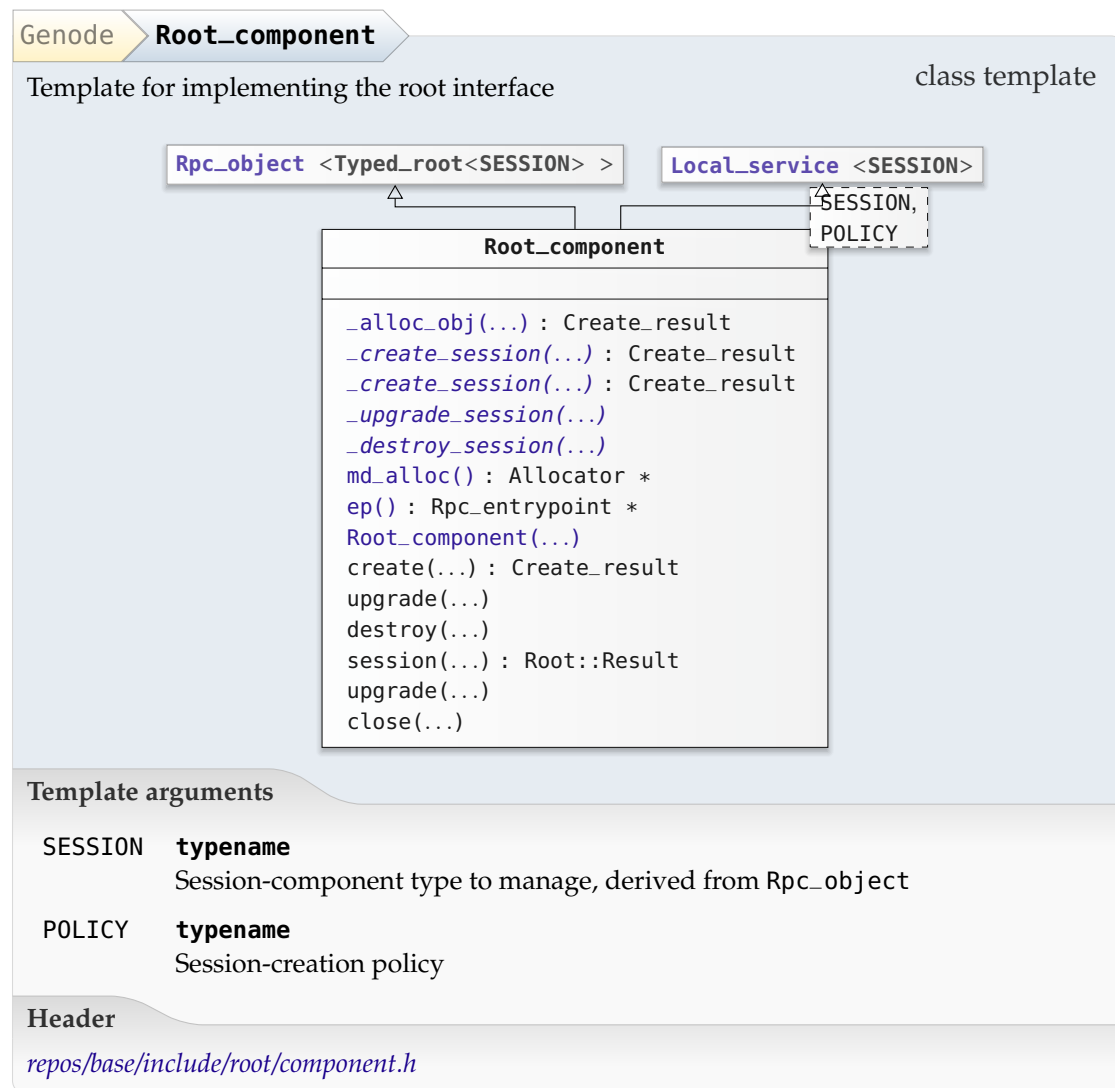 Genode Root_component
Template for implementing the root interface
class template
Rpc_object <Typed_root<SESSION> >
Local_service <SESSION>
SESSION,
POLICY
Root_component
_alloc_obj(...) : Create_result
_create_session(...) : Create_result
_create_session(...) : Create_result
_upgrade_session(...)
_destroy_session(...)
md_alloc() : Allocator *
ep() : Rpc_entrypoint *
Root_component(...)
create(...) : Create_result
upgrade(...)
destroy(...)
session(...) : Root::Result
upgrade(...)
close(...)
Template arguments
SESSION typename
Session-component type to manage, derived from Rpc_object
POLICY typename
Session-creation policy
Header
repos/base/include/root/component.h